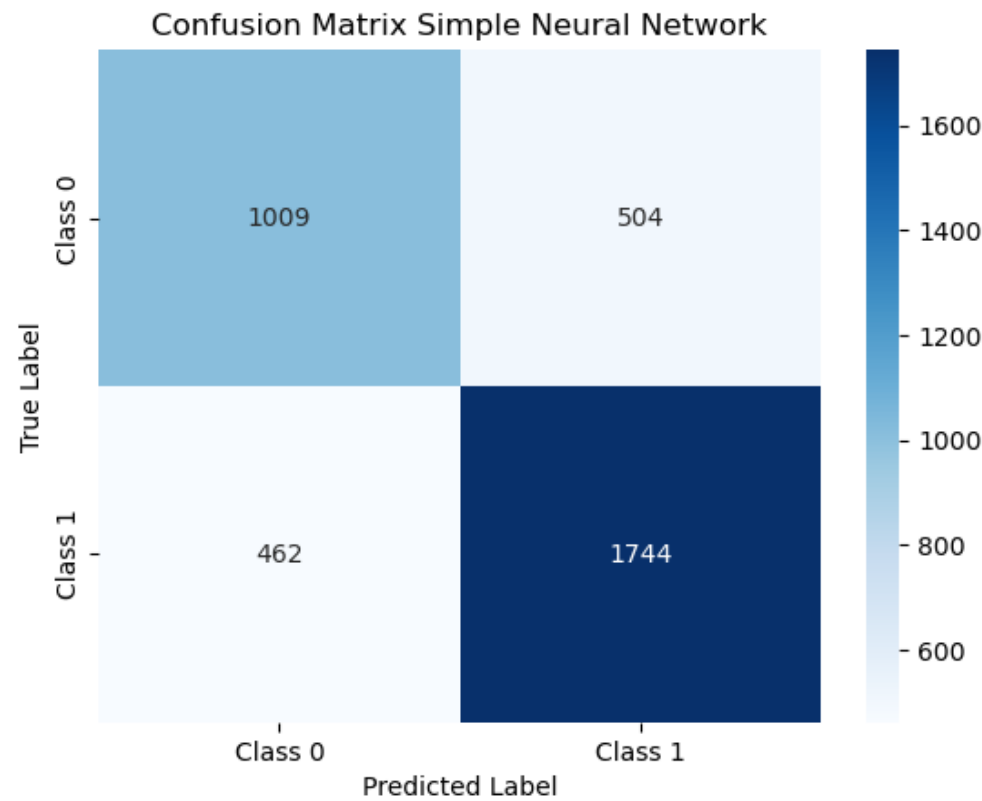 Confusion Matrix Simple Neural Network
True Label
Class 0
Class 1
1009
504
462
1744
Class 0
Class 1
Predicted Label
1600
1400
1200
1000
800
600